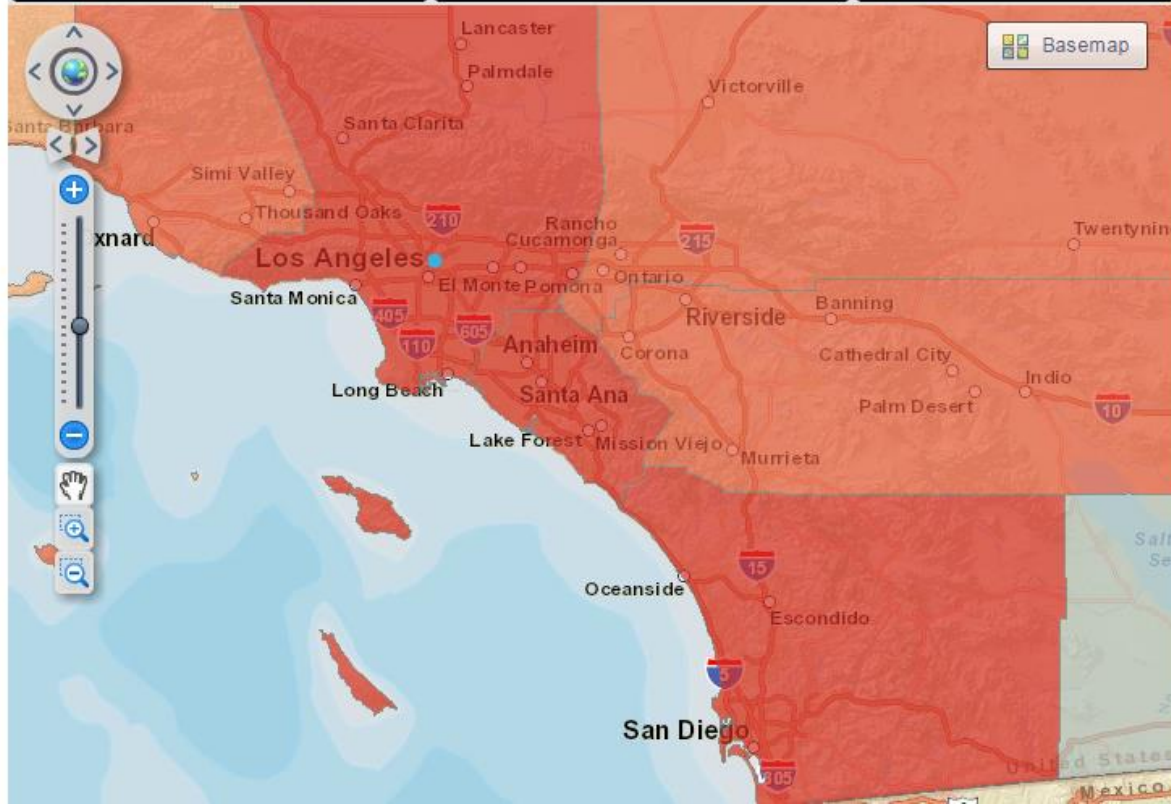 Lancaster
Basemap
Palmdale
Victorville
Santa Clarita
Santa Barbara
Simi Valley
Thousand Oaks
210
Rancho
Cucamonga
215
Twentynin
xnard
Los Angeles
El Monte
Pomona
Ontario
Santa Monica
405
605
110
Riverside
Banning
Anaheim
Corona
Cathedral City
Long Beach
Santa Ana
Indio
Palm Desert
10
Lake Forest
Mission Viejo
Murrieta
Salt
Se
15
Oceanside
Escondido
5
San Diego
805
United States
Mexico